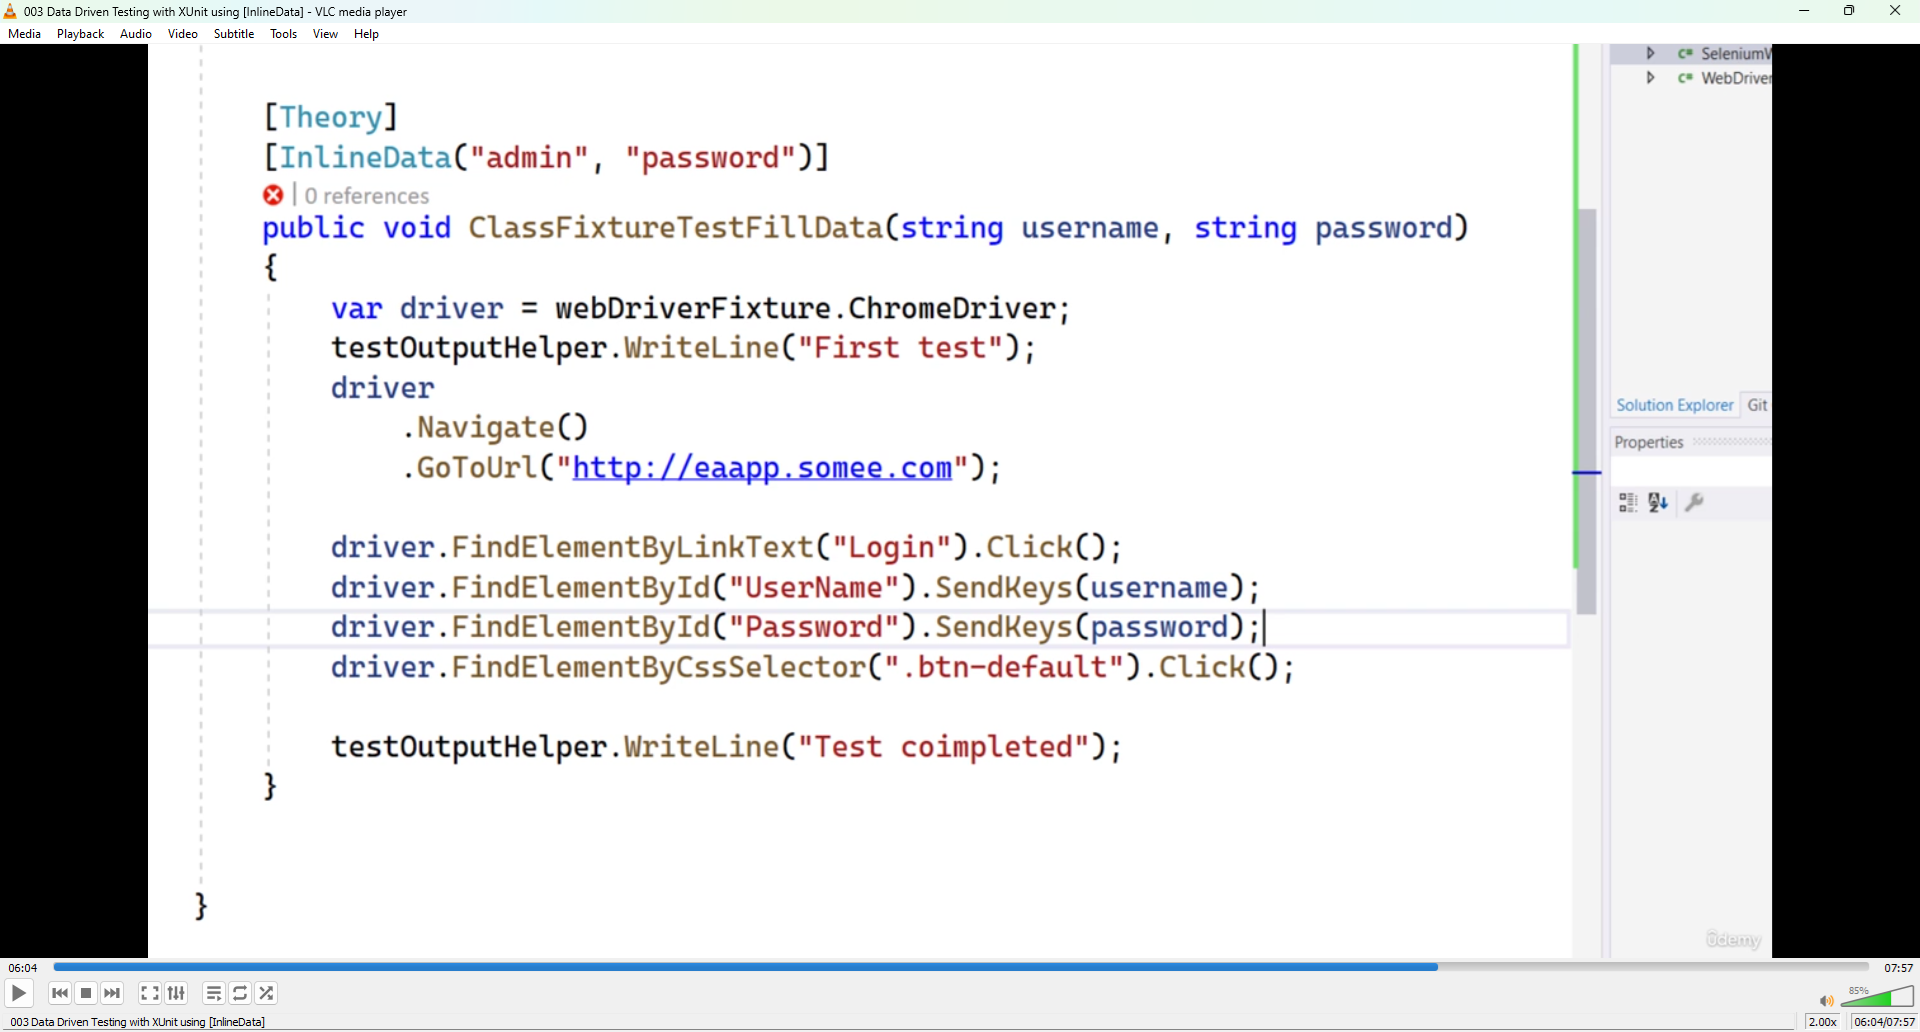 003 Data Driven Testing with XUnit using [InlineData] - VLC media player
Media Playback Audio Video Subtitle Tools View Help
C# SeleniumW
C# WebDriver
[Theory]
[InlineData("admin", "password")]
0 references
public void ClassFixtureTestFillData(string username, string password)
{
var driver = webDriverFixture.ChromeDriver;
testOutputHelper.WriteLine("First test");
driver
.Navigate()
.GoToUrl("http://eaapp.somee.com");
driver.FindElementByLinkText("Login").Click();
driver.FindElementById("UserName").SendKeys(username);
driver.FindElementById("Password").SendKeys(password);
driver.FindElementByCssSelector(".btn-default").Click();
testOutputHelper.WriteLine("Test coimpleted");
}
}
Solution Explorer Git
Properties
ûdemy
06:04 07:57
85%
003 Data Driven Testing with XUnit using [InlineData] 2.00x 06:04/07:57